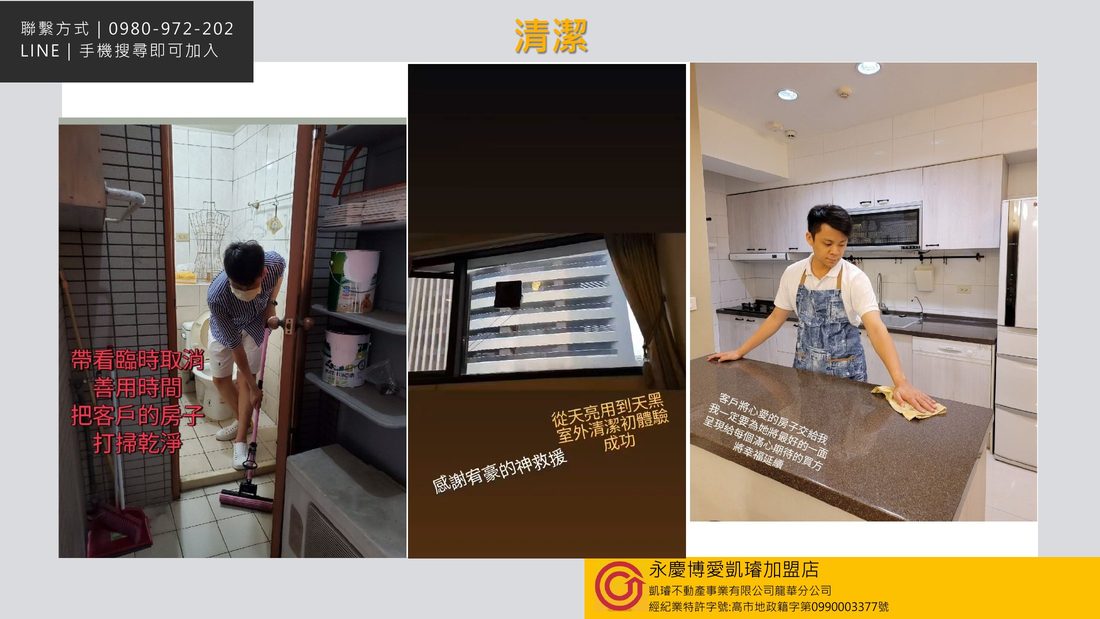 聯繫方式 | 0980-972-202
LINE | 手機搜尋即可加入
清潔
帶看臨時取消
善用時間
把客戶的房子
打掃乾淨
從天亮用到天黑
室外清潔初體驗
成功
感謝宥豪的神救援
客戶將心愛的房子交給我
我一定要為她將最好的一面
呈現給每個滿心期待的買方
將幸福延續
永慶博愛凱璿加盟店
凱璿不動產事業有限公司龍華分公司
經紀業特許字號:高市地政籍字第0990003377號